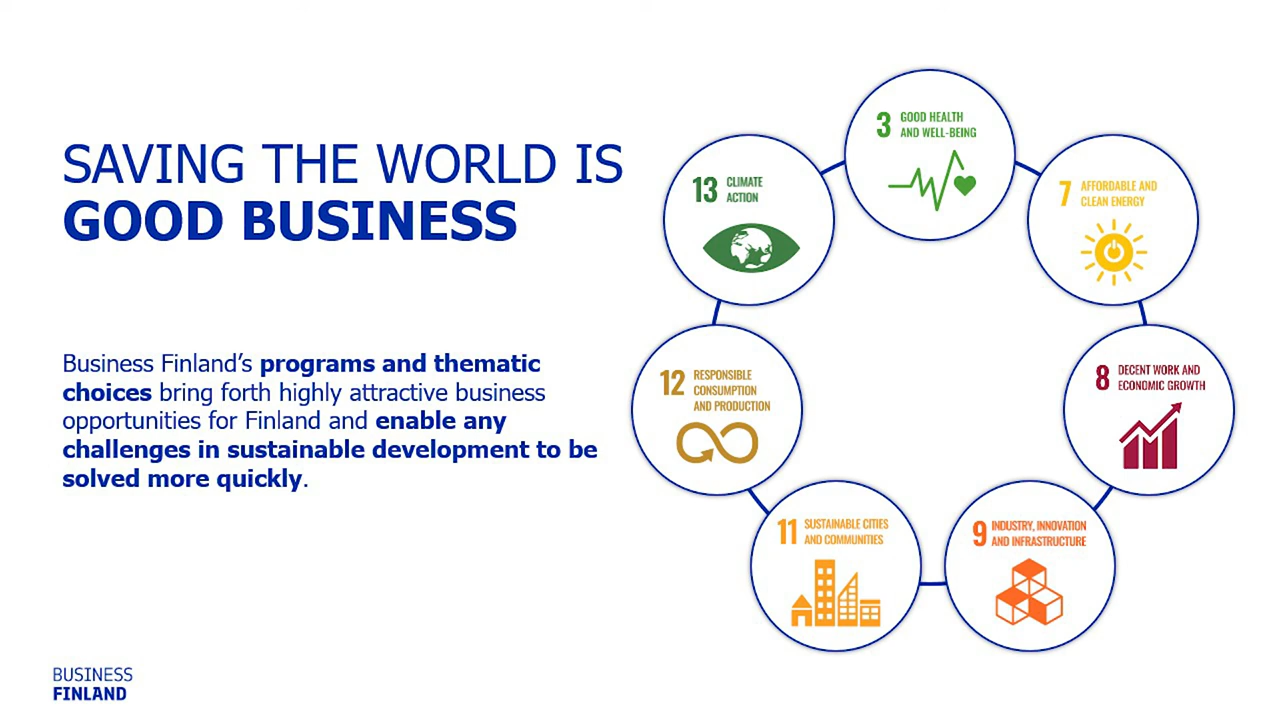 SAVING THE WORLD IS
GOOD BUSINESS
Business Finland’s programs and thematic
choices bring forth highly attractive business
opportunities for Finland and enable any
challenges in sustainable development to be
solved more quickly.
3 GOOD HEALTH
AND WELL-BEING
7 AFFORDABLE AND
CLEAN ENERGY
8 DECENT WORK AND
ECONOMIC GROWTH
9 INDUSTRY, INNOVATION
AND INFRASTRUCTURE
11 SUSTAINABLE CITIES
AND COMMUNITIES
12 RESPONSIBLE
CONSUMPTION
AND PRODUCTION
13 CLIMATE
ACTION
BUSINESS
FINLAND